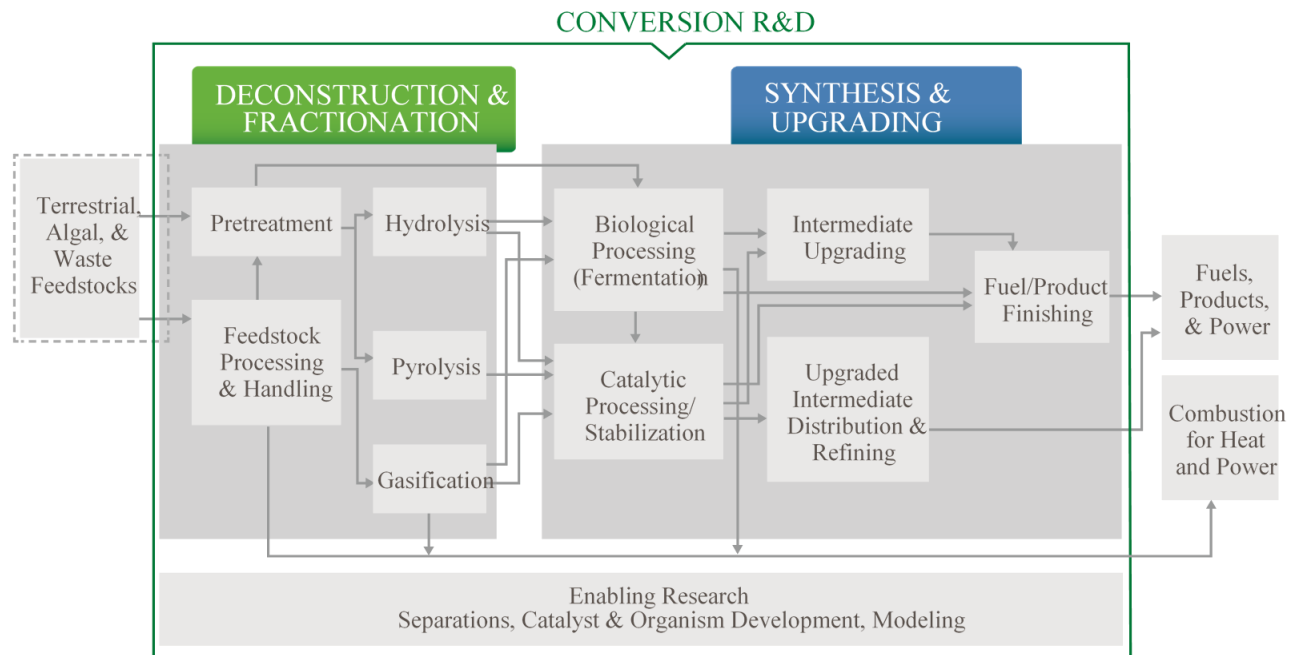 CONVERSION R&D
DECONSTRUCTION &
FRACTIONATION
SYNTHESIS &
UPGRADING
Terrestrial,
Algal, &
Waste
Feedstocks
Pretreatment
Feedstock
Processing
& Handling
Hydrolysis
Pyrolysis
Gasification
Biological
Processing
(Fermentation)
Catalytic
Processing/
Stabilization
Intermediate
Upgrading
Upgraded
Intermediate
Distribution &
Refining
Fuel/Product
Finishing
Fuels,
Products,
& Power
Combustion
for Heat
and Power
Enabling Research
Separations, Catalyst & Organism Development, Modeling